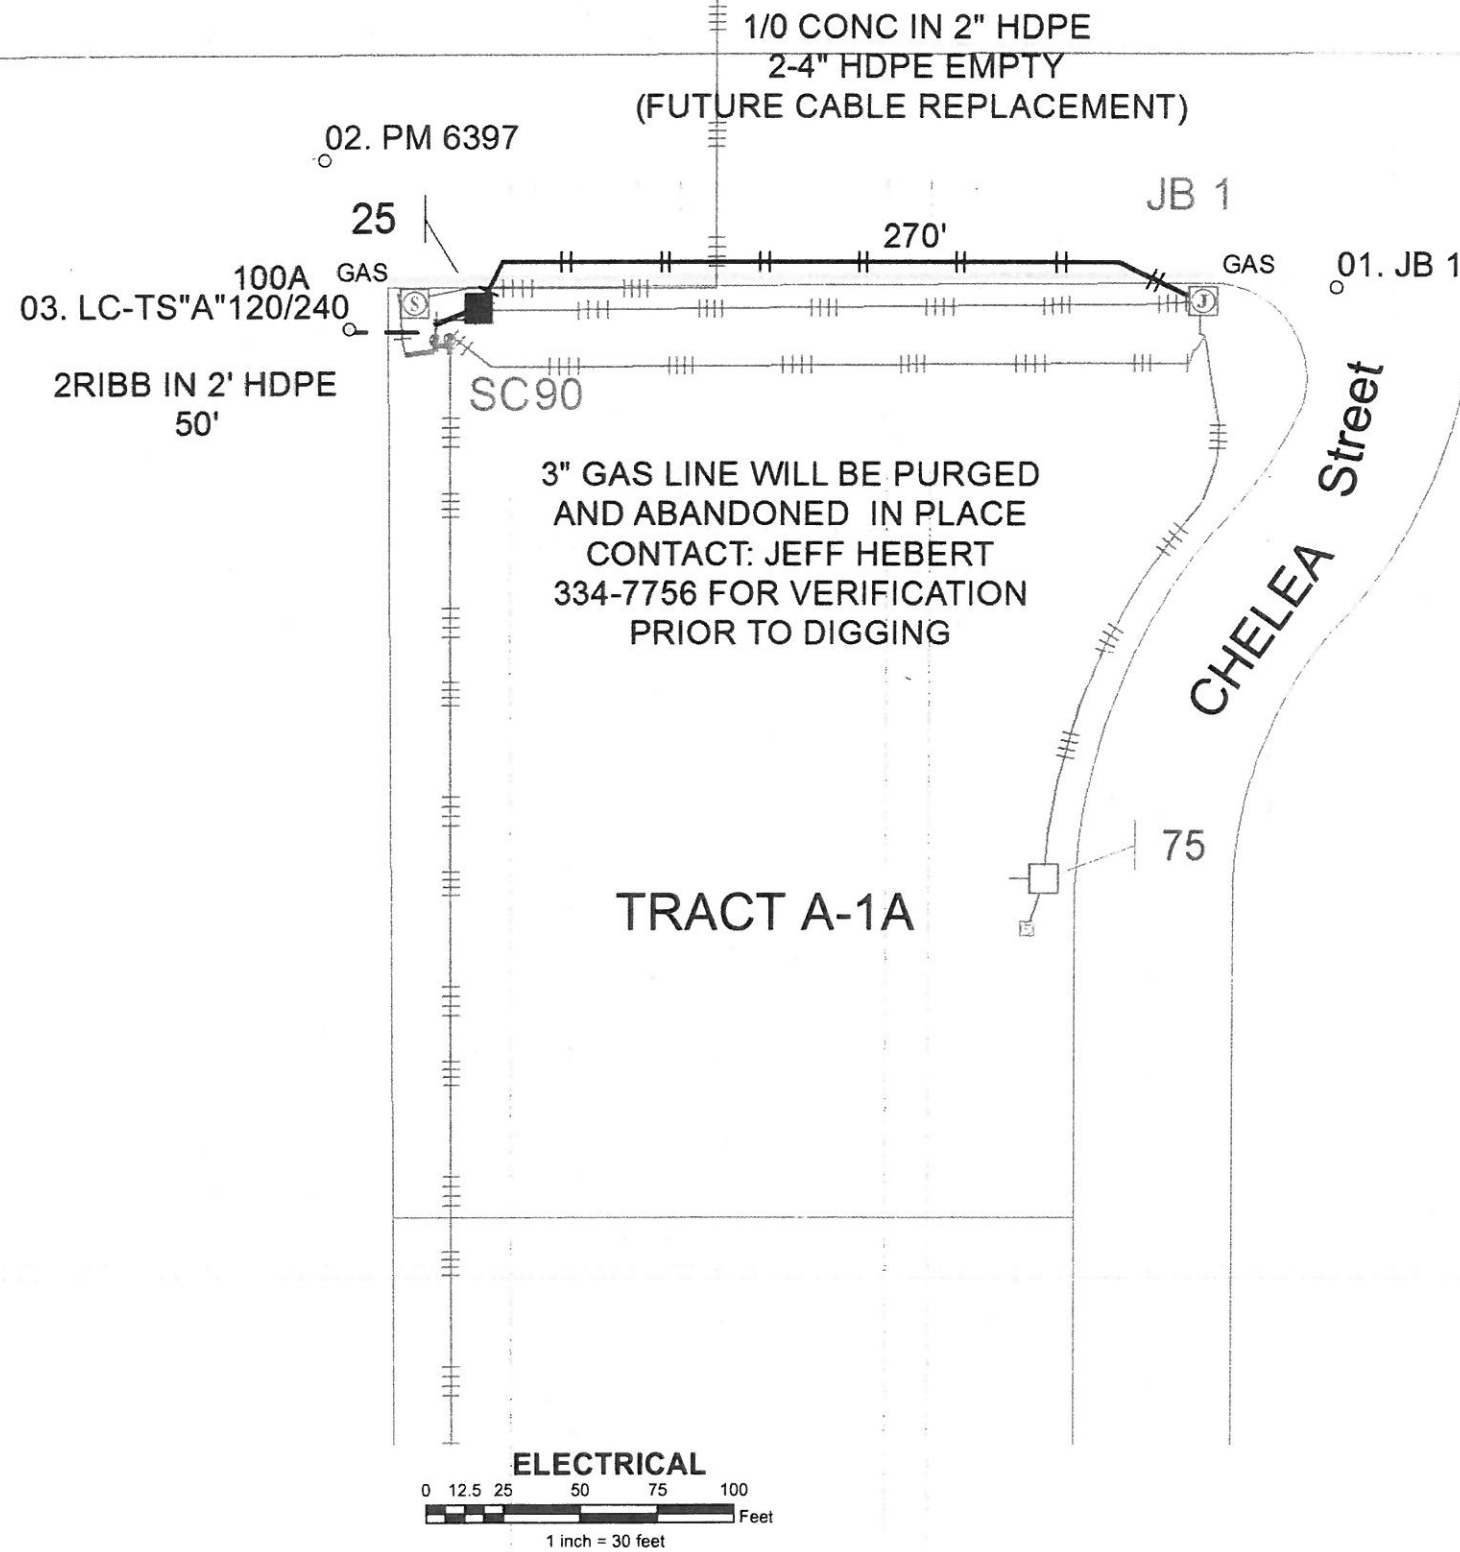 1/0 CONC IN 2" HDPE
2-4" HDPE EMPTY
(FUTURE CABLE REPLACEMENT)
02. PM 6397
JB 1
25
270'
GAS
01. JB 1
100A
GAS
03. LC-TS"A"120/240
S
J
2RIBB IN 2' HDPE
50'
SC90
Street
CHELEA
3" GAS LINE WILL BE PURGED
AND ABANDONED IN PLACE
CONTACT: JEFF HEBERT
334-7756 FOR VERIFICATION
PRIOR TO DIGGING
75
TRACT A-1A
ELECTRICAL
0 12.5 25 50 75 100
Feet
1 inch = 30 feet